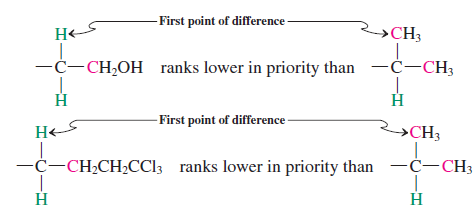 First point of difference
H CH₃
—C—CH₂OH ranks lower in priority than —C—CH₃
H H
First point of difference
H CH₃
—C—CH₂CH₂CCl₃ ranks lower in priority than —C—CH₃
H H